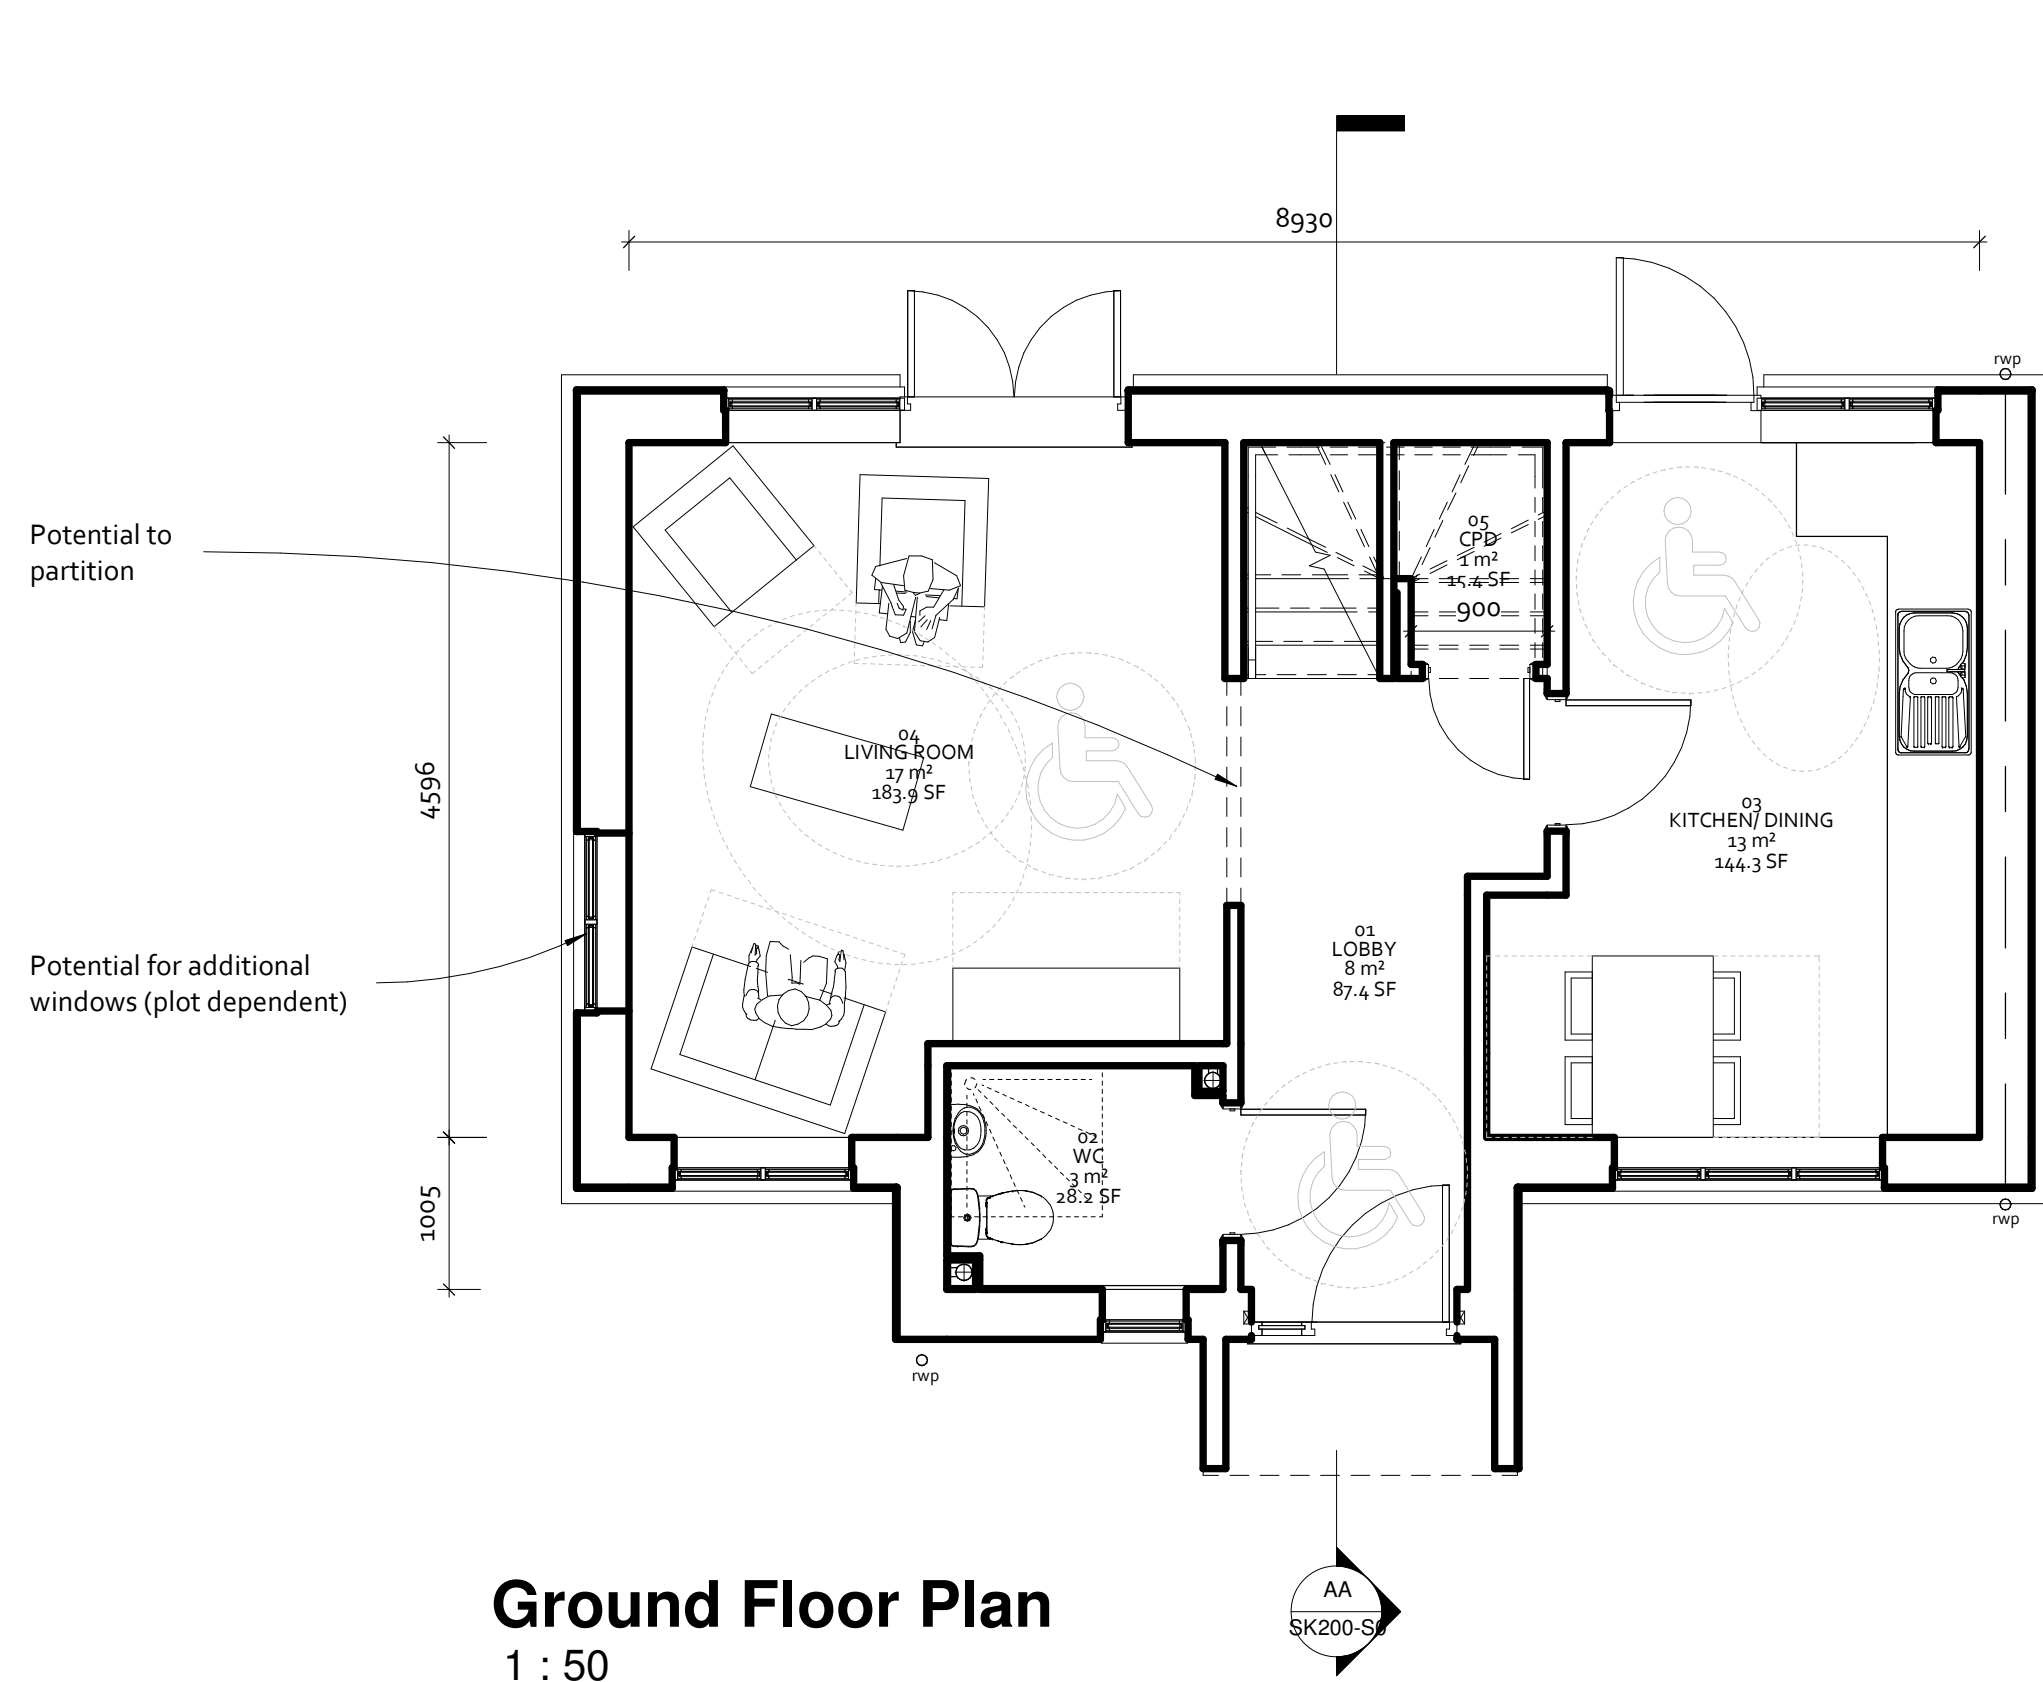 8930
rwp
Potential to
partition
05
CPD
1 m²
15.4 SF
900
04
LIVING ROOM
17 m²
183.9 SF
4596
03
KITCHEN/ DINING
13 m²
144.3 SF
01
LOBBY
8 m²
87.4 SF
Potential for additional
windows (plot dependent)
02
WC
3 m²
28.2 SF
1005
rwp
rwp
Ground Floor Plan
1 : 50
AA
SK200-S0